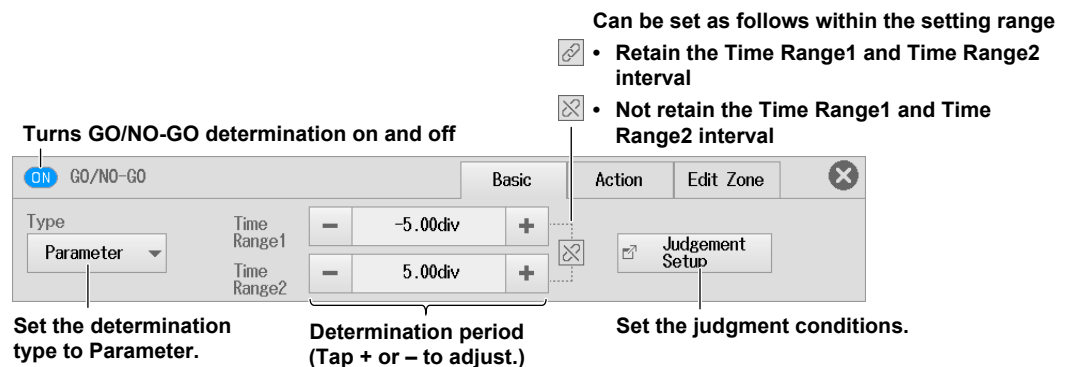 Can be set as follows within the setting range
• Retain the Time Range1 and Time Range2
interval
• Not retain the Time Range1 and Time
Range2 interval
Turns GO/NO-GO determination on and off
ON GO/NO-GO Basic Action Edit Zone
Type
Parameter
Time
Range1
− -5.00div +
Time
Range2
− 5.00div +
Judgement
Setup
Set the determination
type to Parameter.
Determination period
(Tap + or – to adjust.)
Set the judgment conditions.